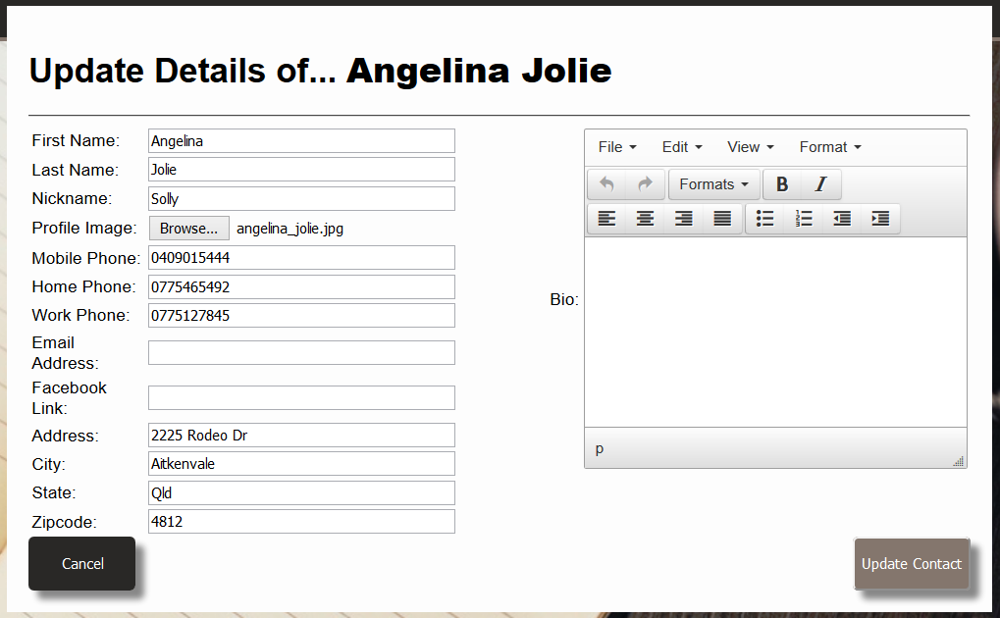 Update Details of... Angelina Jolie
First Name: Angelina
Last Name: Jolie
Nickname: Solly
Profile Image: Browse... angelina_jolie.jpg
Mobile Phone: 0409015444
Home Phone: 0775465492
Work Phone: 0775127845
Email
Address:
Facebook
Link:
Address: 2225 Rodeo Dr
City: Aitkenvale
State: Qld
Zipcode: 4812
File Edit View Format
Formats B I
Bio:
p
Cancel Update Contact